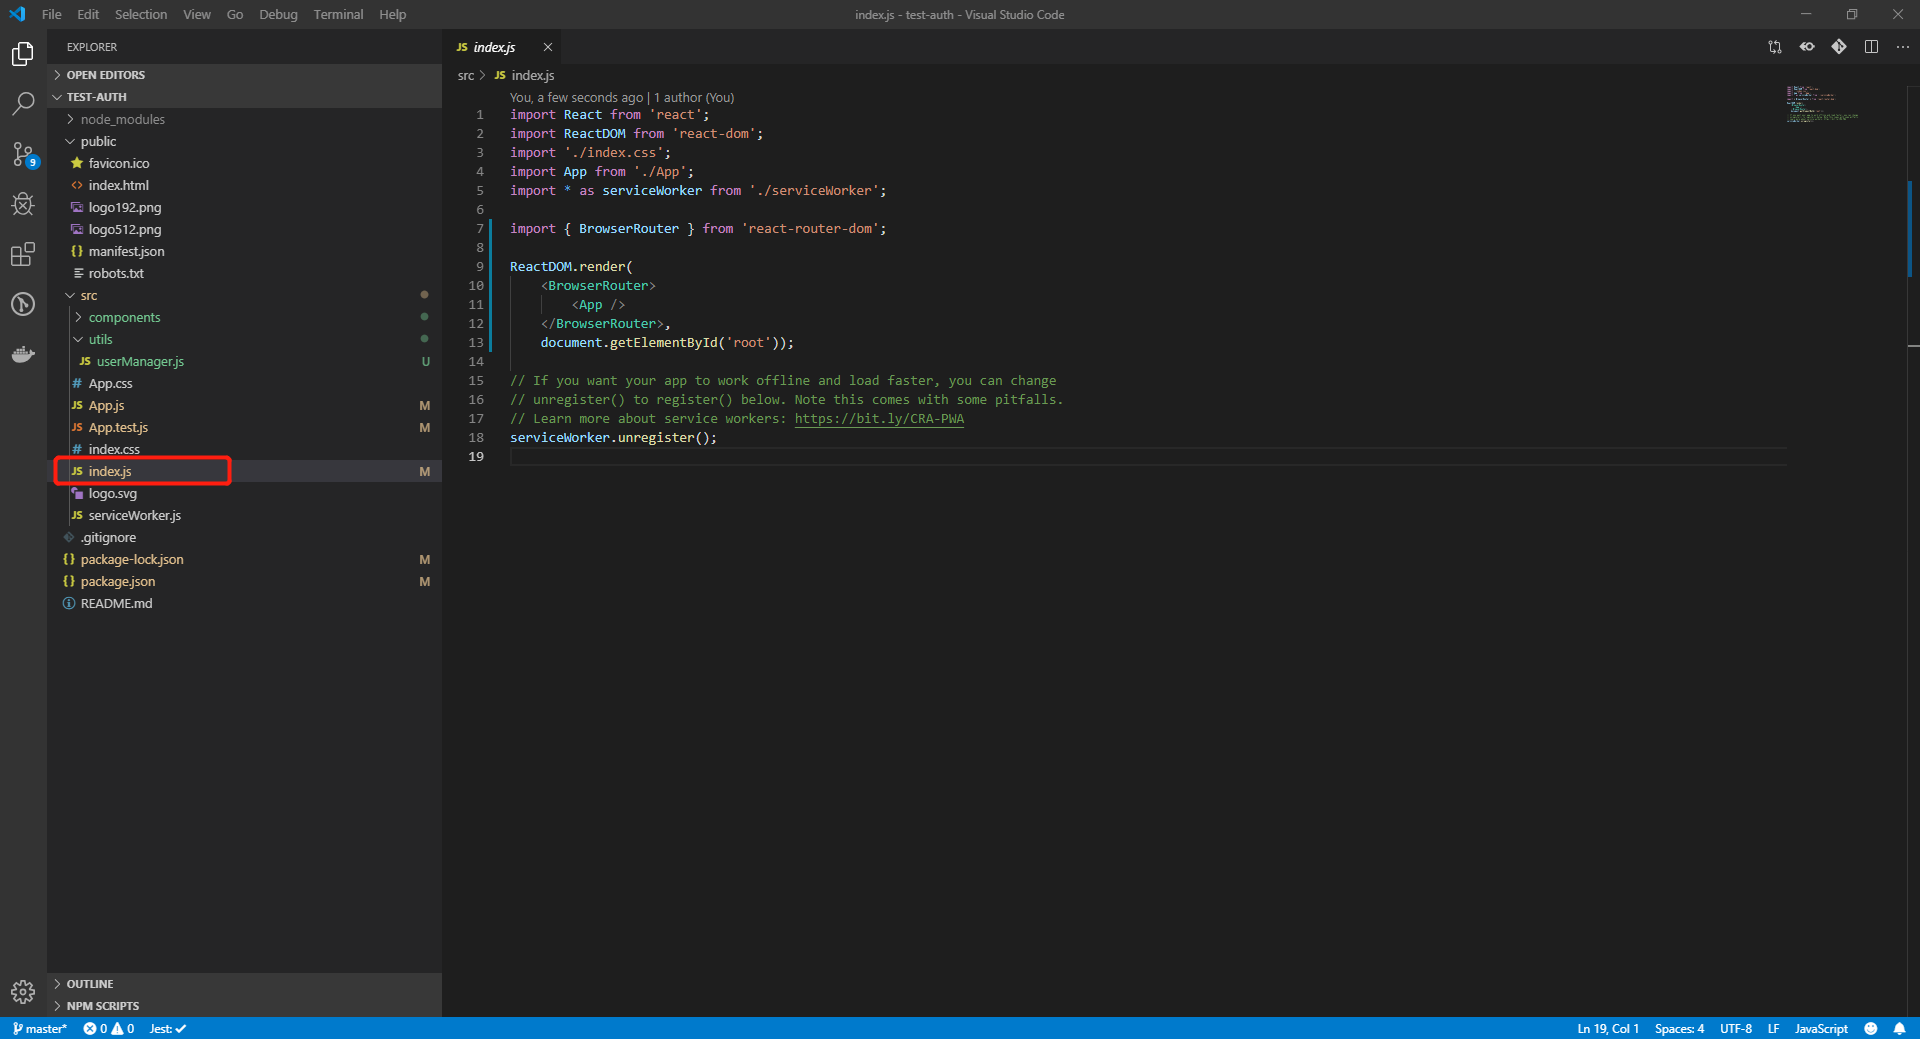 File Edit Selection View Go Debug Terminal Help
index.js - test-auth - Visual Studio Code
EXPLORER
OPEN EDITORS
TEST-AUTH
node_modules
public
favicon.ico
index.html
logo192.png
logo512.png
manifest.json
robots.txt
src
components
utils
JS userManager.js U
# App.css
JS App.js M
JS App.test.js M
# index.css
JS index.js M
logo.svg
JS serviceWorker.js
.gitignore
{} package-lock.json M
{} package.json M
README.md
OUTLINE
NPM SCRIPTS
9
JS index.js
src > JS index.js
You, a few seconds ago | 1 author (You)
1 import React from 'react';
2 import ReactDOM from 'react-dom';
3 import './index.css';
4 import App from './App';
5 import * as serviceWorker from './serviceWorker';
6
7 import { BrowserRouter } from 'react-router-dom';
8
9 ReactDOM.render(
10 <BrowserRouter>
11 <App />
12 </BrowserRouter>,
13 document.getElementById('root'));
14
15 // If you want your app to work offline and load faster, you can change
16 // unregister() to register() below. Note this comes with some pitfalls.
17 // Learn more about service workers: https://bit.ly/CRA-PWA
18 serviceWorker.unregister();
19
master* 0 0 Jest: ✓
Ln 19, Col 1 Spaces: 4 UTF-8 LF JavaScript